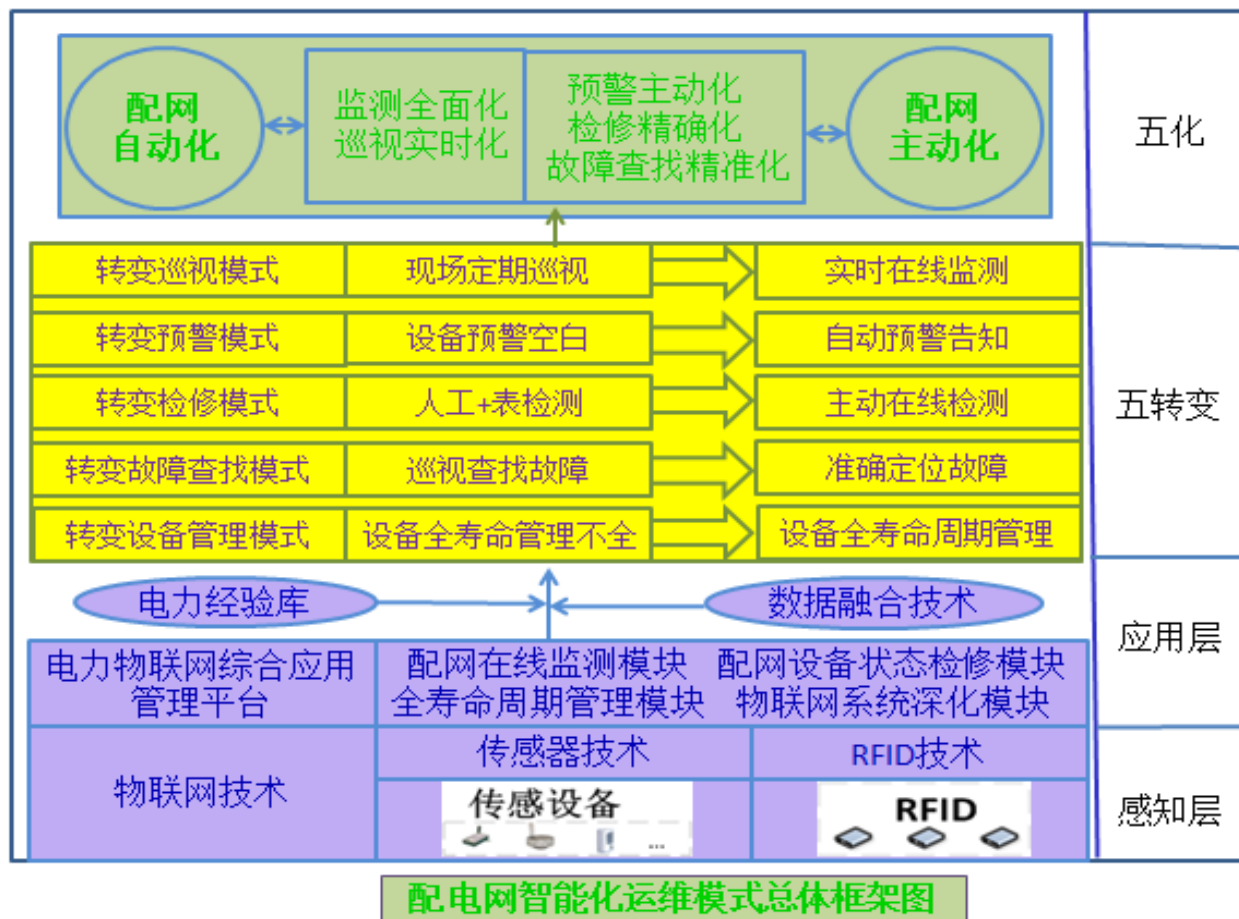 配网
自动化
监测全面化
巡视实时化
预警主动化
检修精确化
故障查找精准化
配网
主动化
五化
转变巡视模式
现场定期巡视
实时在线监测
转变预警模式
设备预警空白
自动预警告知
转变检修模式
人工+表检测
主动在线检测
转变故障查找模式
巡视查找故障
准确定位故障
转变设备管理模式
设备全寿命管理不全
设备全寿命周期管理
五转变
电力经验库
数据融合技术
电力物联网综合应用
管理平台
配网在线监测模块
全寿命周期管理模块
配网设备状态检修模块
物联网系统深化模块
应用层
物联网技术
传感器技术
传感设备
...
RFID技术
RFID
感知层
配电网智能化运维模式总体框架图